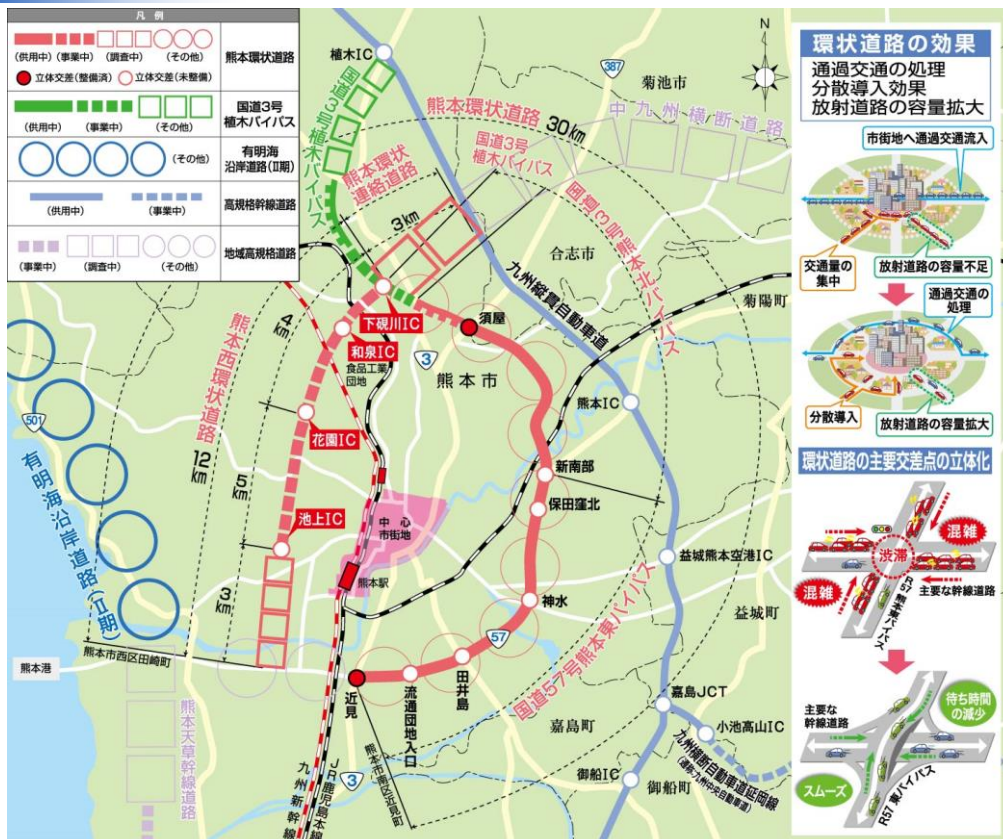 凡例
(供用中)(事業中)(調査中)(その他)
熊本環状道路
立体交差(整備済)
立体交差(未整備)
(供用中)(事業中)(その他)
国道3号
植木バイパス
(その他)
有明海
沿岸道路(Ⅱ期)
(供用中)(事業中)
高規格幹線道路
(事業中)(調査中)(その他)
地域高規格道路
N
植木IC
387
菊池市
国道3号植木バイパス
熊本環状道路
30km
中九州横断道路
熊本環状
連絡道路
国道3号
植木バイパス
3km
国道3号熊本北バイパス
合志市
九州縦貫自動車道
菊陽町
下硯川IC
須屋
和泉IC
食品工業
団地
3
熊本市
熊本西環状道路
4km
12km
5km
3km
花園IC
熊本IC
501
有明海沿岸道路(Ⅱ期)
池上IC
中心
市街地
新南部
保田窪北
熊本駅
益城熊本空港IC
神水
益城町
57
国道57号熊本東バイパス
熊本港
熊本市西区田崎町
近見
流通団地入口
田井島
嘉島町
嘉島JCT
小池高山IC
九州横断自動車道延岡線
(通称:九州中央自動車道)
御船IC
御船町
熊本天草幹線道路
九州新幹線
JR鹿児島本線
3
熊本市南区近見町
環状道路の効果
通過交通の処理
分散導入効果
放射道路の容量拡大
市街地へ通過交通流入
交通量の
集中
放射道路の容量不足
通過交通の
処理
分散導入
放射道路の容量拡大
環状道路の主要交差点の立体化
混雑
渋滞
混雑
主要な幹線道路
R57 熊本東バイパス
主要な
幹線道路
待ち時間
の減少
スムーズ
R57 東バイパス